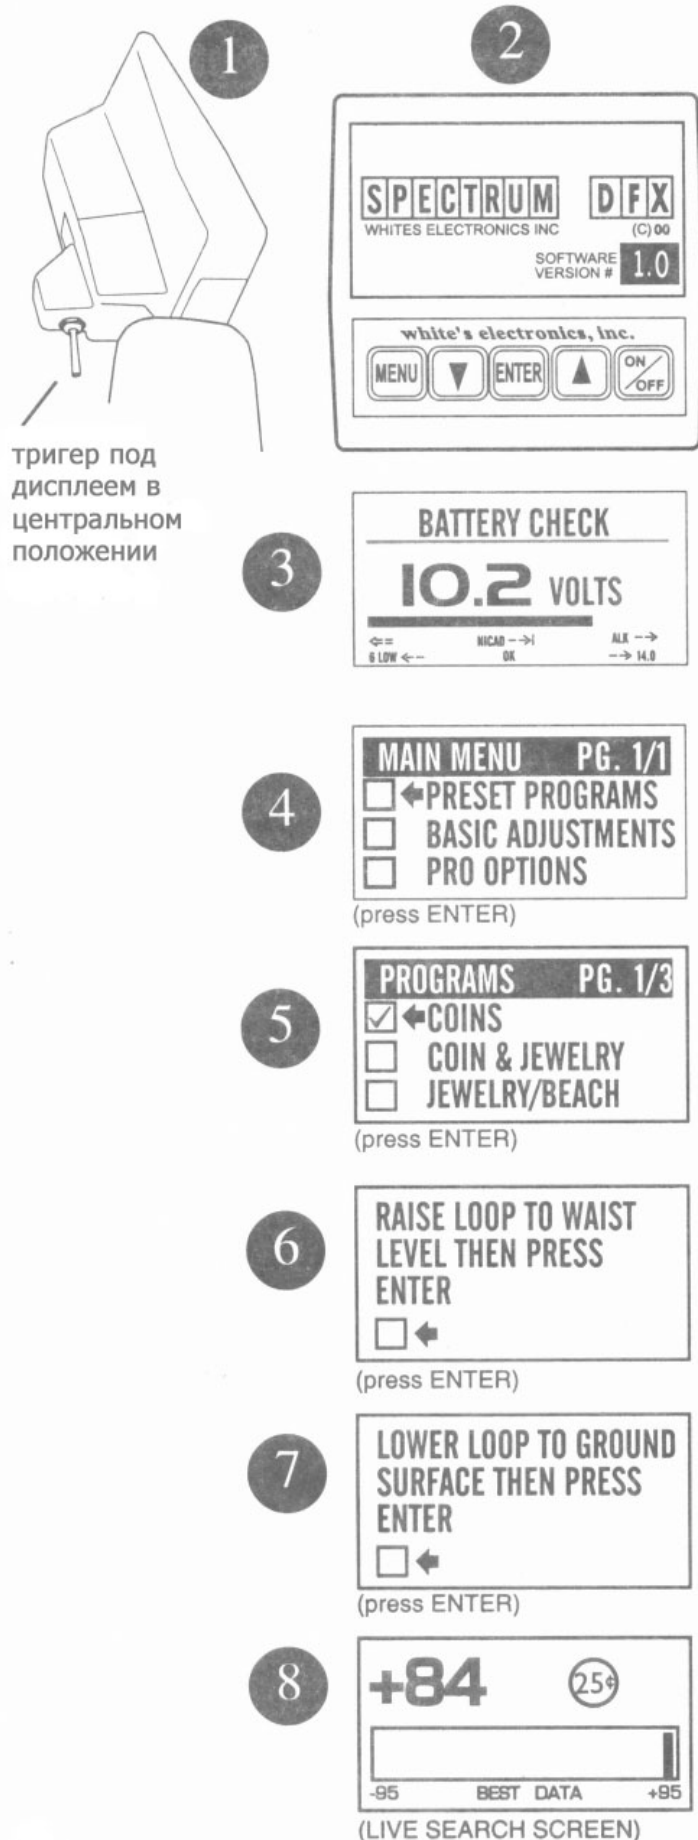 1
2
SPECTRUM DFX
WHITES ELECTRONICS INC (C) 00
SOFTWARE VERSION # 1.0
white's electronics, inc.
MENU ▼ ENTER ▲ ON/OFF
тригер под
дисплеем в
центральном
положении
3
BATTERY CHECK
10.2 VOLTS
<== NICAD --> ALK -->
6 LOW <-- OK --> 14.0
4
MAIN MENU PG. 1/1
PRESET PROGRAMS
BASIC ADJUSTMENTS
PRO OPTIONS
(press ENTER)
5
PROGRAMS PG. 1/3
COINS
COIN & JEWELRY
JEWELRY/BEACH
(press ENTER)
6
RAISE LOOP TO WAIST
LEVEL THEN PRESS
ENTER
(press ENTER)
7
LOWER LOOP TO GROUND
SURFACE THEN PRESS
ENTER
(press ENTER)
8
+84 25¢
-95 BEST DATA +95
(LIVE SEARCH SCREEN)